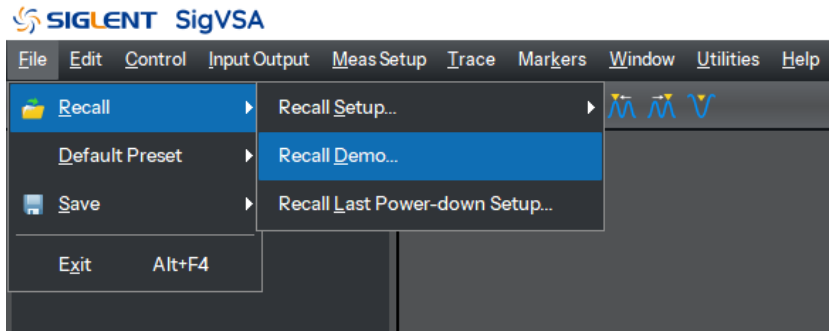 SIGLENT SigVSA
File Edit Control Input Output Meas Setup Trace Markers Window Utilities Help
Recall Recall Setup...
Default Preset Recall Demo...
Save Recall Last Power-down Setup...
Exit Alt+F4